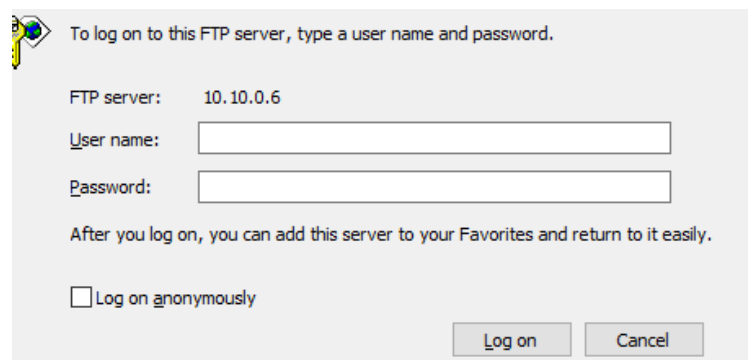 To log on to this FTP server, type a user name and password.
FTP server: 10.10.0.6
User name:
Password:
After you log on, you can add this server to your Favorites and return to it easily.
Log on anonymously
Log on Cancel